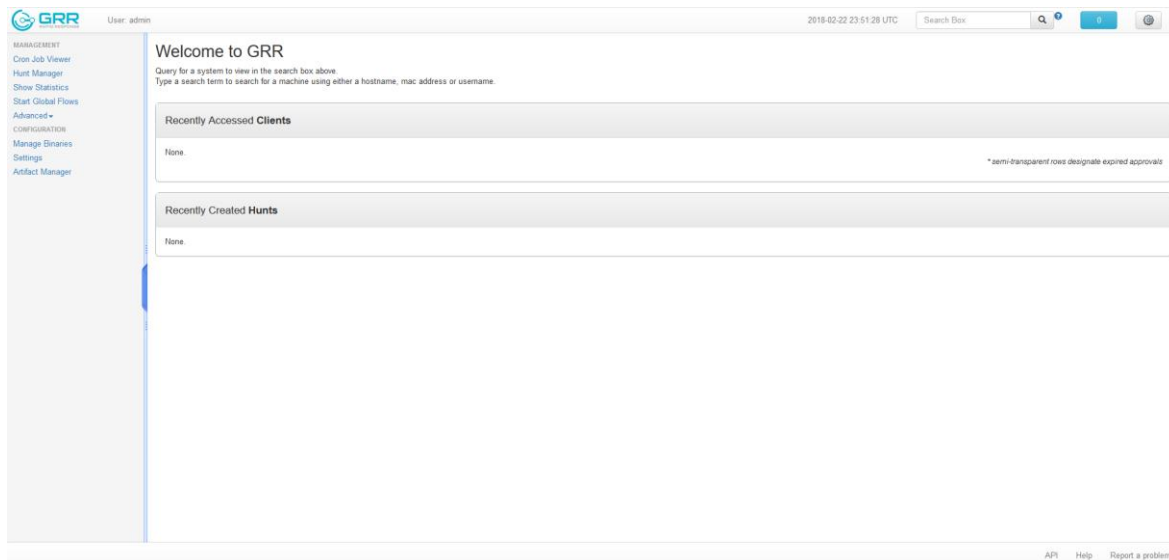 GRR
User: admin
2018-02-22 23:51:28 UTC
Search Box
0
MANAGEMENT
Cron Job Viewer
Hunt Manager
Show Statistics
Start Global Flows
Advanced
CONFIGURATION
Manage Binaries
Settings
Artifact Manager
Welcome to GRR
Query for a system to view in the search box above.
Type a search term to search for a machine using either a hostname, mac address or username.
Recently Accessed Clients
None.
* semi-transparent rows designate expired approvals
Recently Created Hunts
None.
API Help Report a problem